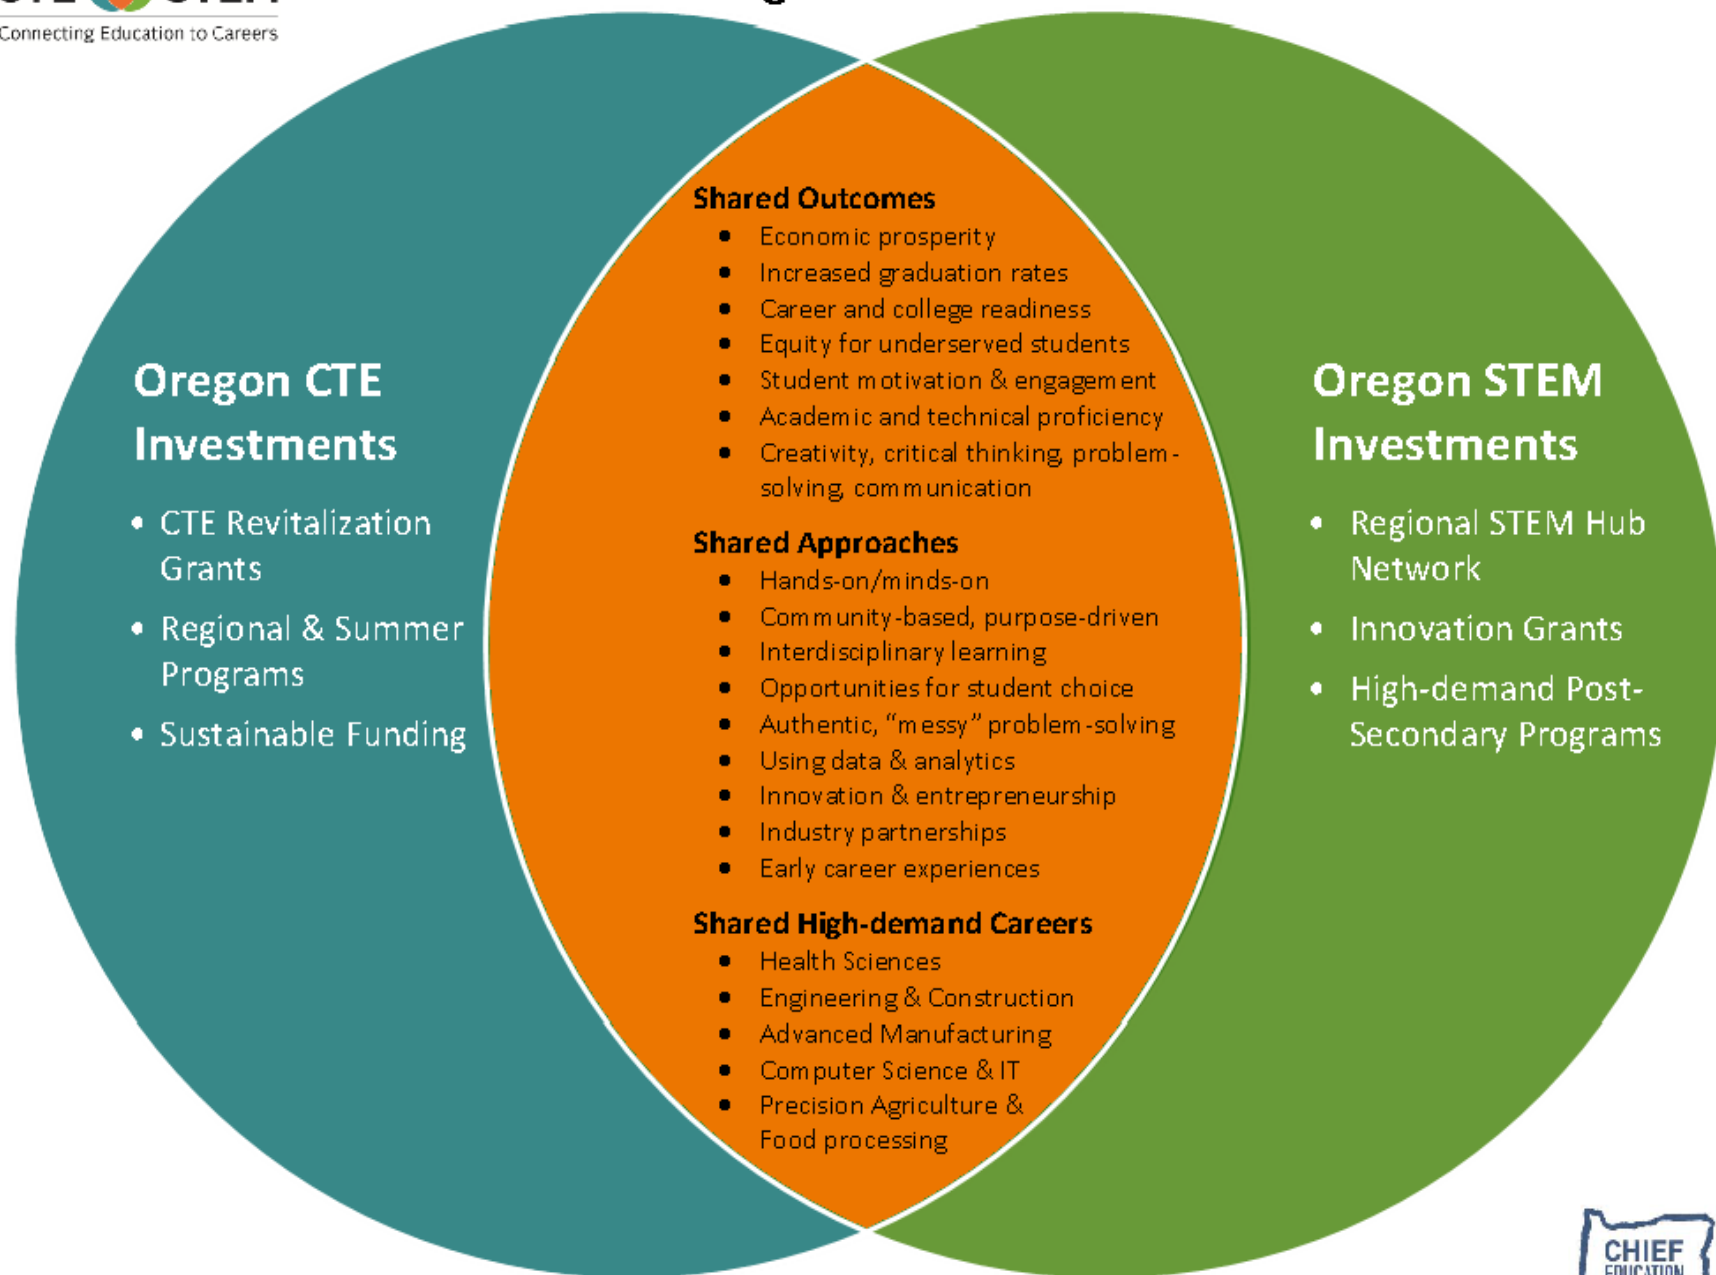 Connecting Education to Careers
Shared Outcomes
• Economic prosperity
• Increased graduation rates
• Career and college readiness
• Equity for underserved students
• Student motivation & engagement
• Academic and technical proficiency
• Creativity, critical thinking, problem-
solving, communication
Shared Approaches
• Hands-on/minds-on
• Community-based, purpose-driven
• Interdisciplinary learning
• Opportunities for student choice
• Authentic, “messy” problem-solving
• Using data & analytics
• Innovation & entrepreneurship
• Industry partnerships
• Early career experiences
Shared High-demand Careers
• Health Sciences
• Engineering & Construction
• Advanced Manufacturing
• Computer Science & IT
• Precision Agriculture &
Food processing
Oregon CTE
Investments
• CTE Revitalization
Grants
• Regional & Summer
Programs
• Sustainable Funding
Oregon STEM
Investments
• Regional STEM Hub
Network
• Innovation Grants
• High-demand Post-
Secondary Programs
CHIEF
EDUCATION